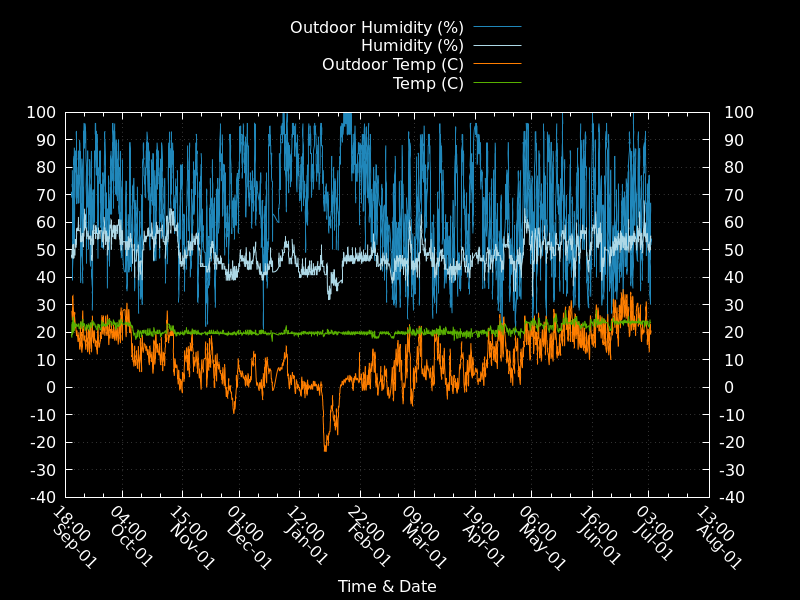 Outdoor Humidity (%)
Humidity (%)
Outdoor Temp (C)
Temp (C)
100 100
90 90
80 80
70 70
60 60
50 50
40 40
30 30
20 20
10 10
0 0
-10 -10
-20 -20
-30 -30
-40 -40
18:00 Sep-01
04:00 Oct-01
15:00 Nov-01
01:00 Dec-01
12:00 Jan-01
22:00 Feb-01
09:00 Mar-01
19:00 Apr-01
06:00 May-01
16:00 Jun-01
03:00 Jul-01
13:00 Aug-01
Time & Date